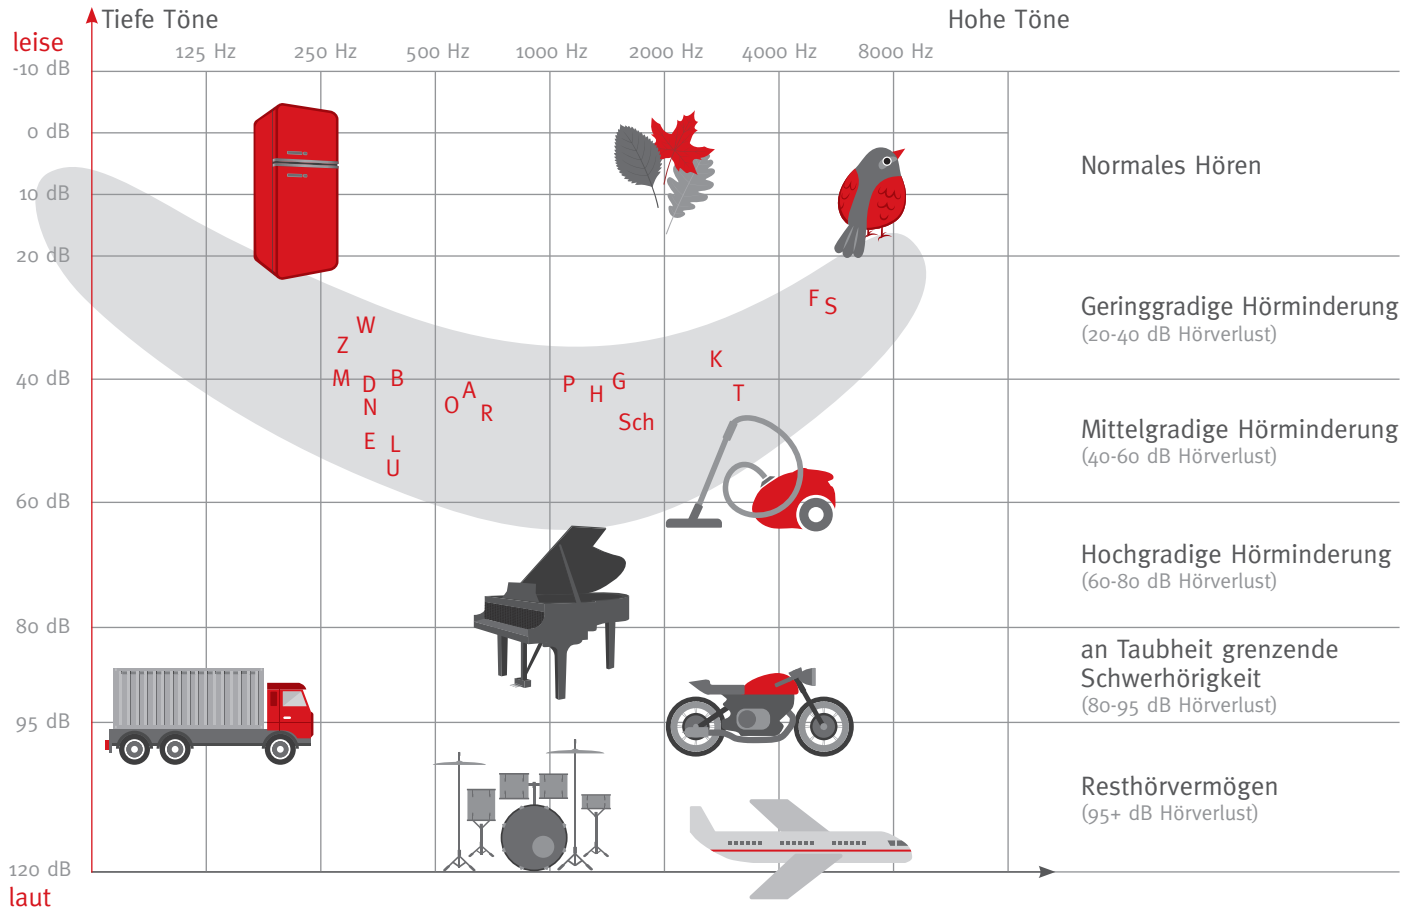 Tiefe Töne
Hohe Töne
leise
125 Hz
250 Hz
500 Hz
1000 Hz
2000 Hz
4000 Hz
8000 Hz
-10 dB
0 dB
Normales Hören
10 dB
20 dB
F
S
Geringgradige Hörminderung
(20-40 dB Hörverlust)
W
Z
K
40 dB
M
D
B
A
P
H
G
T
N
O
R
Sch
Mittelgradige Hörminderung
(40-60 dB Hörverlust)
E
L
U
60 dB
Hochgradige Hörminderung
(60-80 dB Hörverlust)
80 dB
an Taubheit grenzende
Schwerhörigkeit
(80-95 dB Hörverlust)
95 dB
Resthörvermögen
(95+ dB Hörverlust)
120 dB
laut